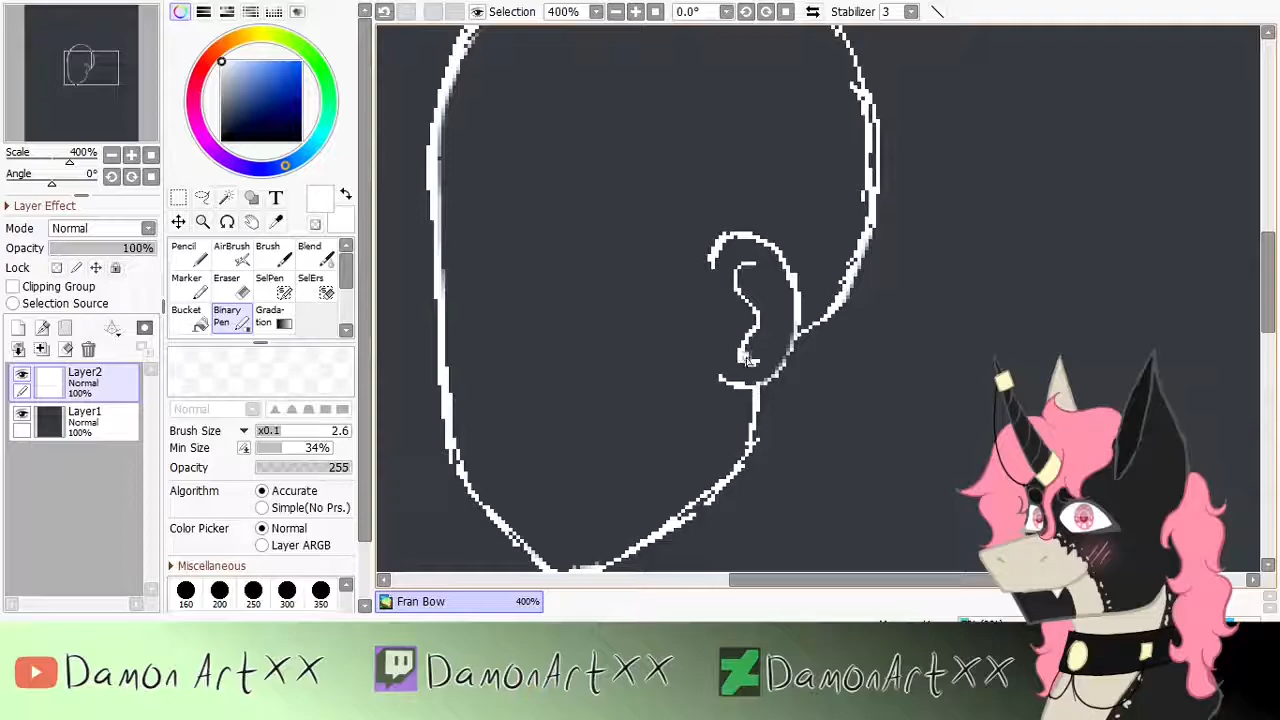 Selection 400% 0.0° Stabilizer 3
Scale 400%
Angle 0°
Layer Effect
Mode Normal
Opacity 100%
Lock
Clipping Group
Selection Source
Layer2
Normal
100%
Layer1
Normal
100%
T
Pencil AirBrush Brush Blend
Marker Eraser SelPen SelErs
Bucket Binary Pen Gradation
Normal
Brush Size x0.1 2.6
Min Size 34%
Opacity 255
Algorithm Accurate
Simple(No Prs.)
Color Picker Normal
Layer ARGB
Miscellaneous
160 200 250 300 350
Fran Bow 400%
DamonArtXX DamonArtXX DamonArtXX